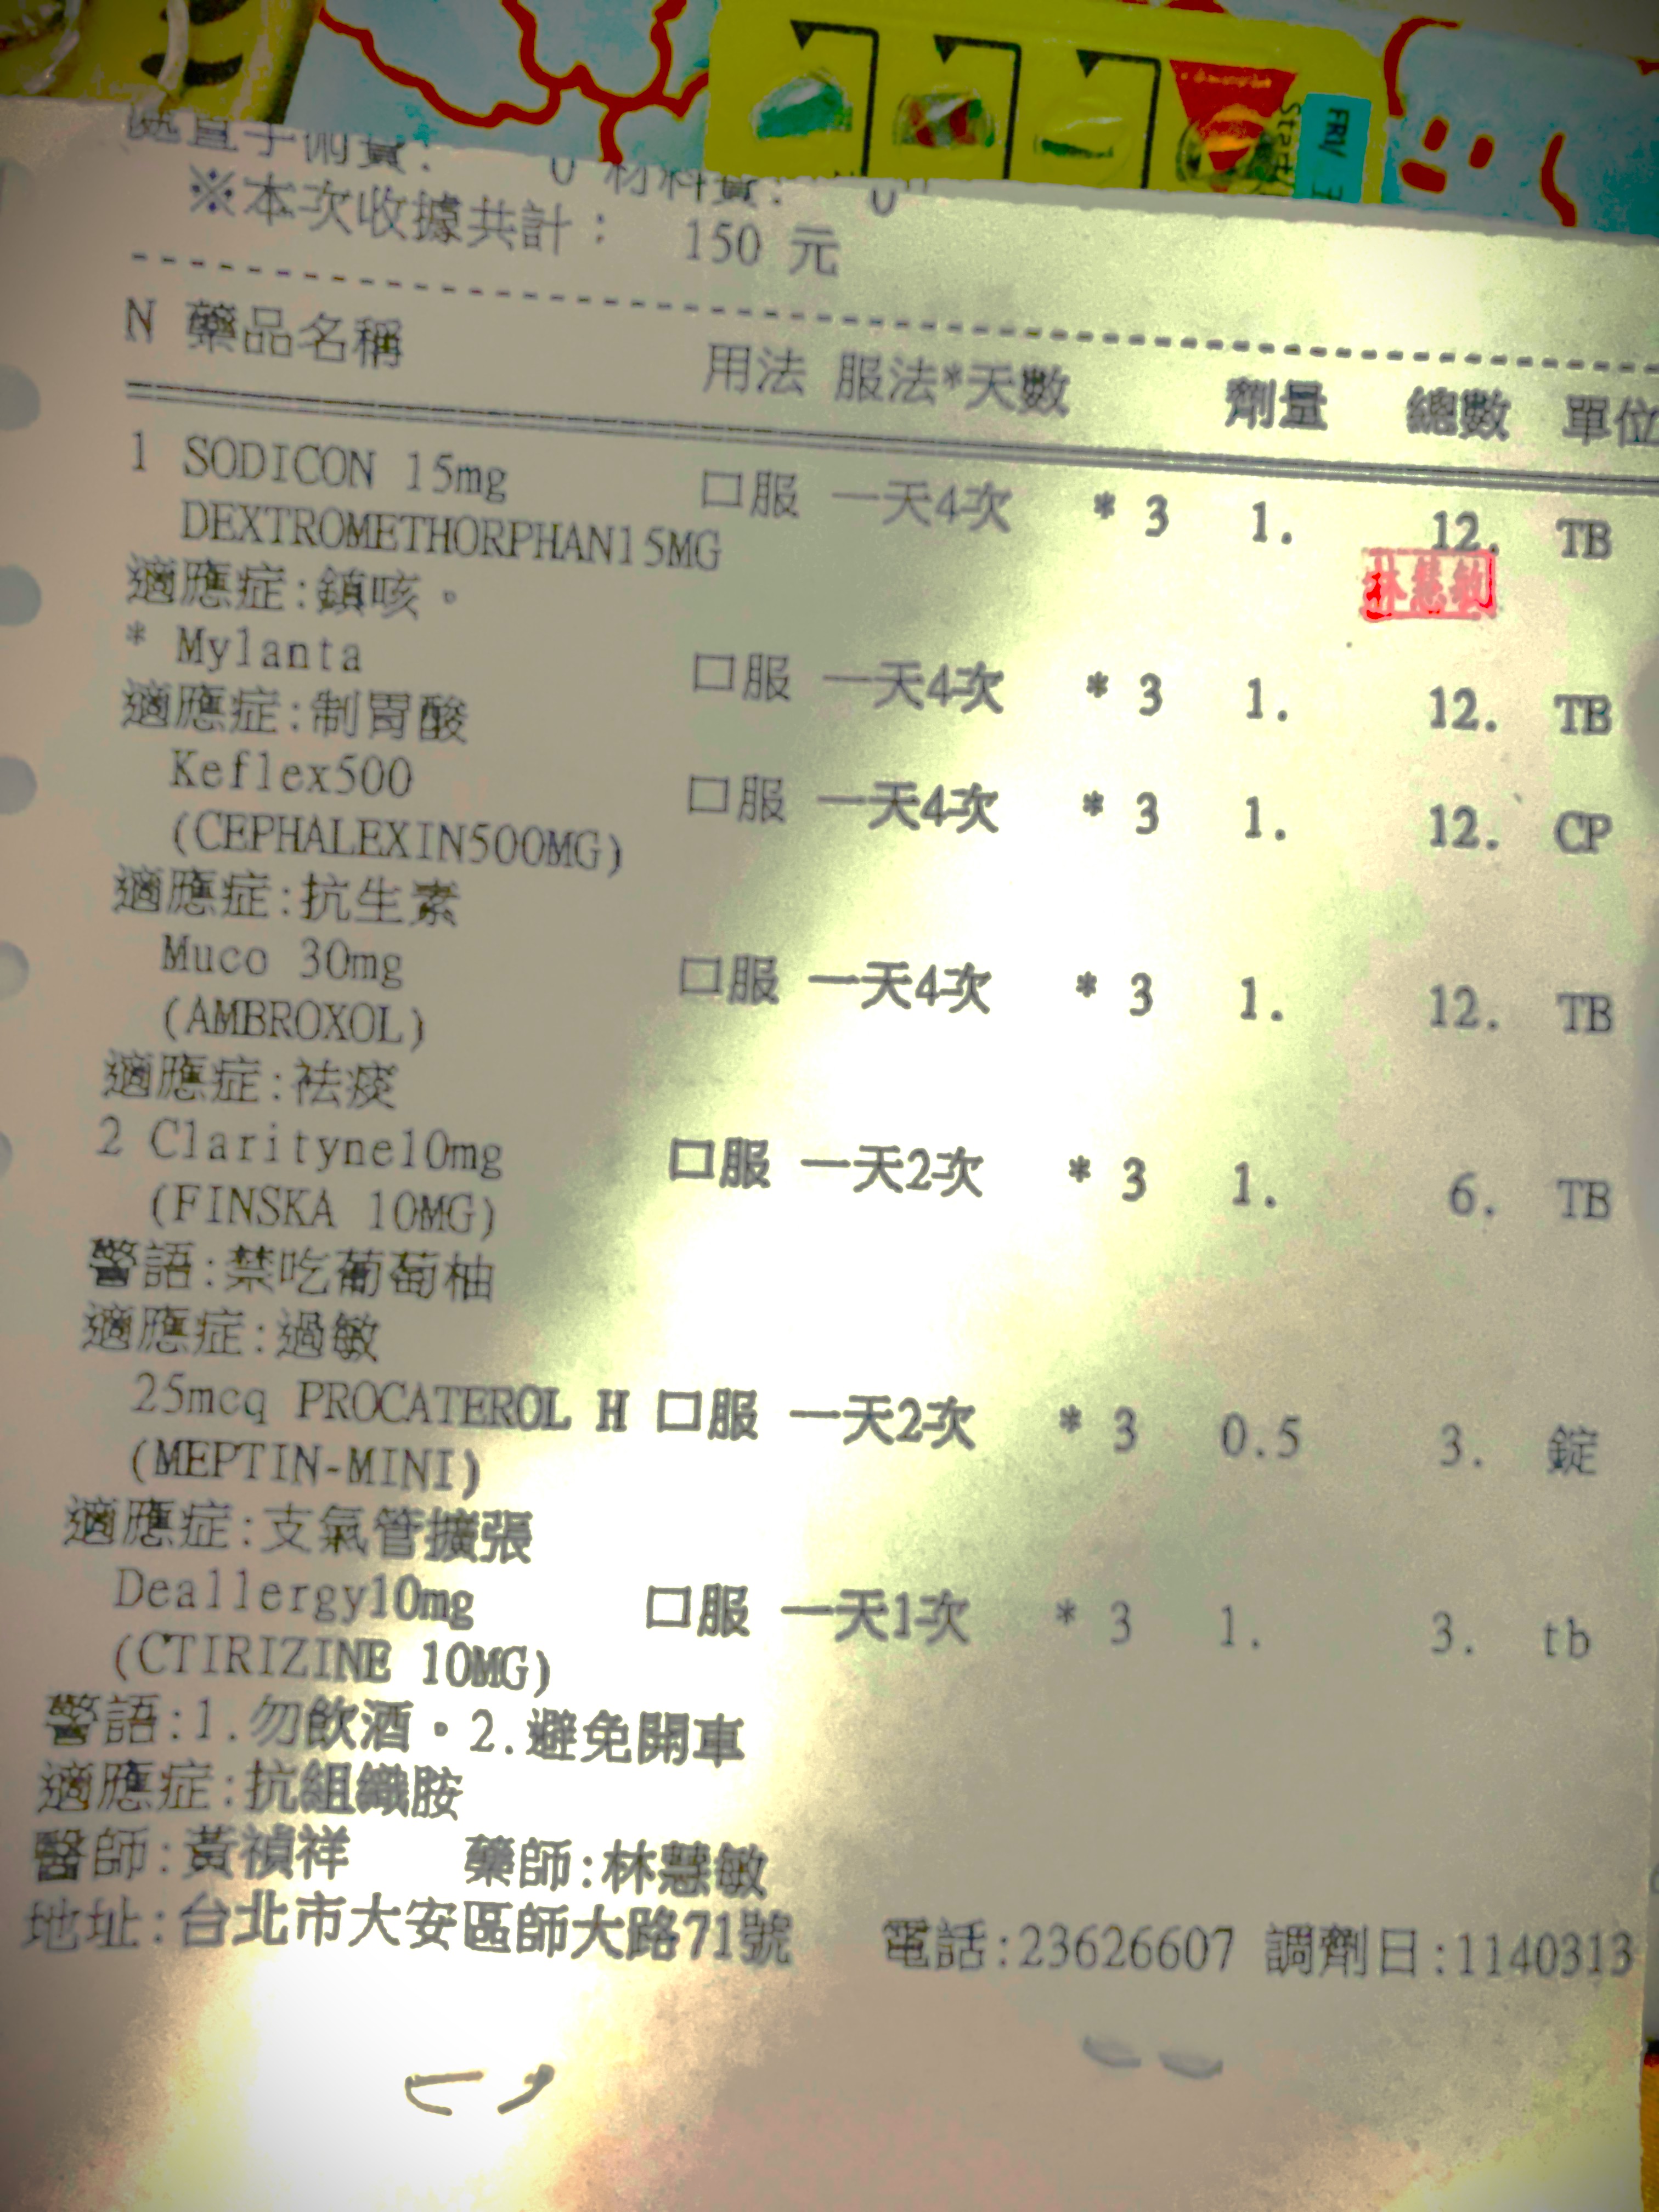 處置手術費: 0 材料費: 0
※本次收據共計: 150 元
N 藥品名稱 用法 服法*天數 劑量 總數 單位
1 SODICON 15mg 口服 一天4次 * 3 1. 12. TB
DEXTROMETHORPHAN15MG
林慧敏
適應症:鎮咳。
* Mylanta 口服 一天4次 * 3 1. 12. TB
適應症:制胃酸
Keflex500 口服 一天4次 * 3 1. 12. CP
(CEPHALEXIN500MG)
適應症:抗生素
Muco 30mg 口服 一天4次 * 3 1. 12. TB
(AMBROXOL)
適應症:祛痰
2 Clarityne10mg 口服 一天2次 * 3 1. 6. TB
(FINSKA 10MG)
警語:禁吃葡萄柚
適應症:過敏
25mcq PROCATEROL H 口服 一天2次 * 3 0.5 3. 錠
(MEPTIN-MINI)
適應症:支氣管擴張
Deallergy10mg 口服 一天1次 * 3 1. 3. tb
(CTIRIZINE 10MG)
警語:1.勿飲酒。2.避免開車
適應症:抗組織胺
醫師:黃禎祥 藥師:林慧敏
地址:台北市大安區師大路71號 電話:23626607 調劑日:1140313